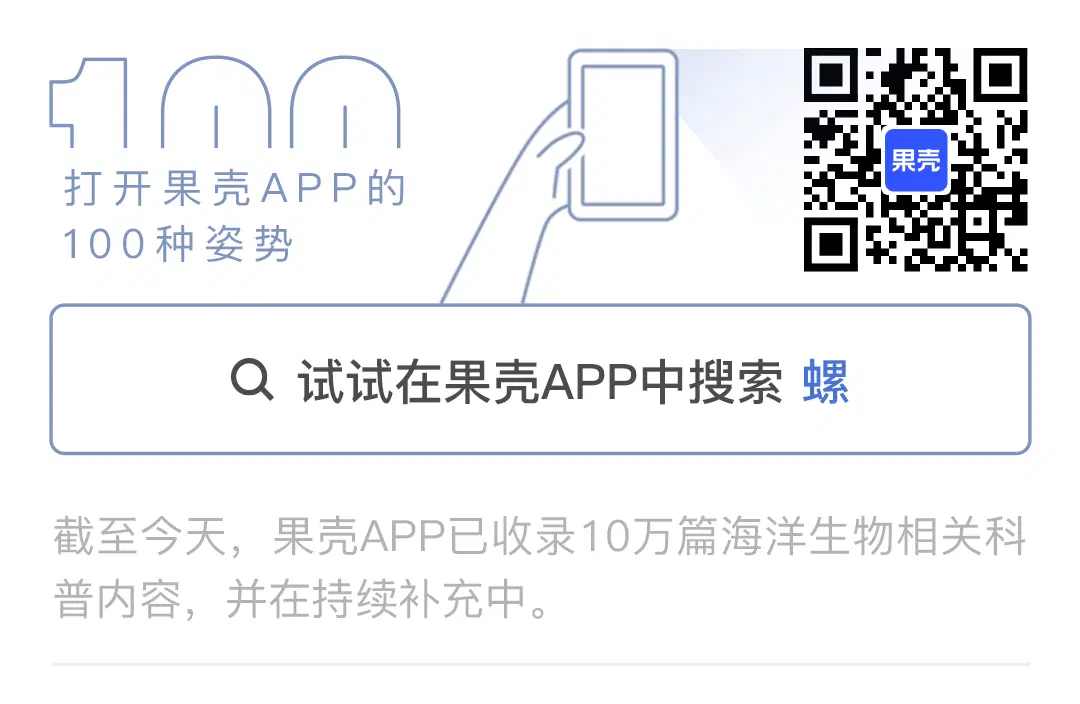 100
打开果壳APP的
100种姿势
果壳
试试在果壳APP中搜索 螺
截至今天，果壳APP已收录10万篇海洋生物相关科
普内容，并在持续补充中。